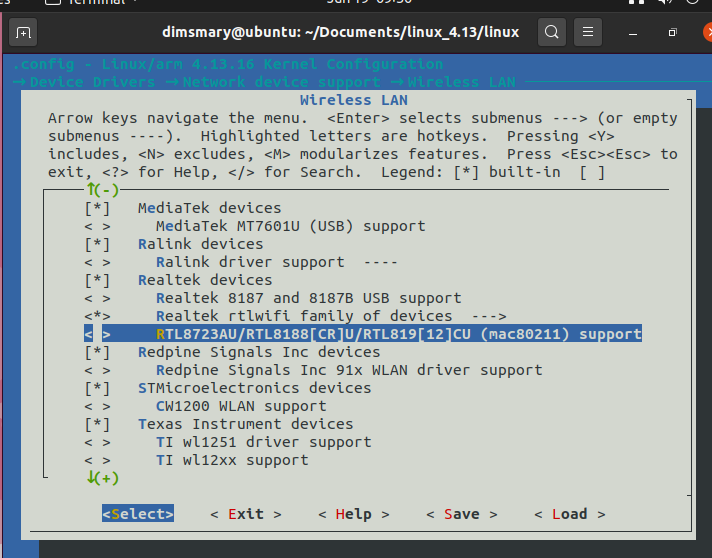 dimsmary@ubuntu: ~/Documents/linux_4.13/linux
.config - Linux/arm 4.13.16 Kernel Configuration
→Device Drivers →Network device support →Wireless LAN
Wireless LAN
Arrow keys navigate the menu.  <Enter> selects submenus ---> (or empty
submenus ----).  Highlighted letters are hotkeys.  Pressing <Y>
includes, <N> excludes, <M> modularizes features.  Press <Esc><Esc> to
exit, <?> for Help, </> for Search.  Legend: [*] built-in  [ ]
↑(-)
[*]   MediaTek devices
< >     MediaTek MT7601U (USB) support
[*]   Ralink devices
< >     Ralink driver support  ----
[*]   Realtek devices
< >     Realtek 8187 and 8187B USB support
<*>     Realtek rtlwifi family of devices  --->
< >     RTL8723AU/RTL8188[CR]U/RTL819[12]CU (mac80211) support
[*]   Redpine Signals Inc devices
< >     Redpine Signals Inc 91x WLAN driver support
[*]   STMicroelectronics devices
< >     CW1200 WLAN support
[*]   Texas Instrument devices
< >     TI wl1251 driver support
< >     TI wl12xx support
↓(+)
<Select>    < Exit >    < Help >    < Save >    < Load >